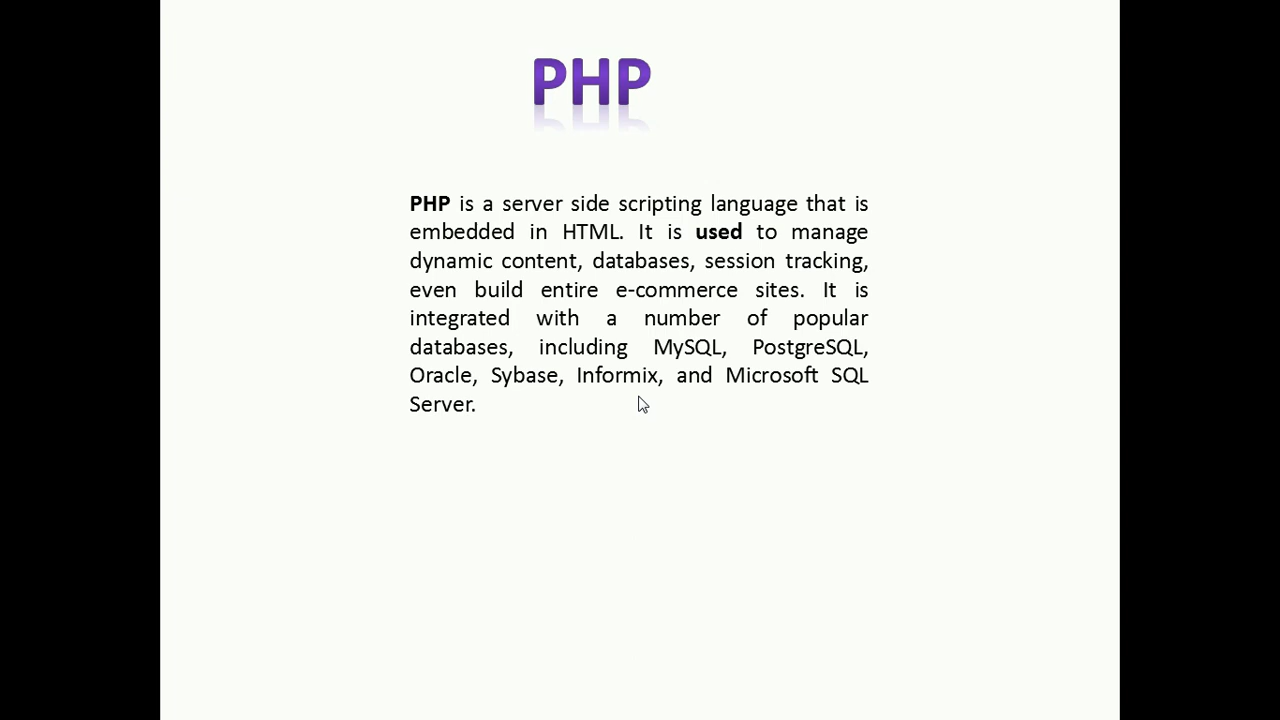 PHP
PHP is a server side scripting language that is
embedded in HTML. It is used to manage
dynamic content, databases, session tracking,
even build entire e-commerce sites. It is
integrated with a number of popular
databases, including MySQL, PostgreSQL,
Oracle, Sybase, Informix, and Microsoft SQL
Server.